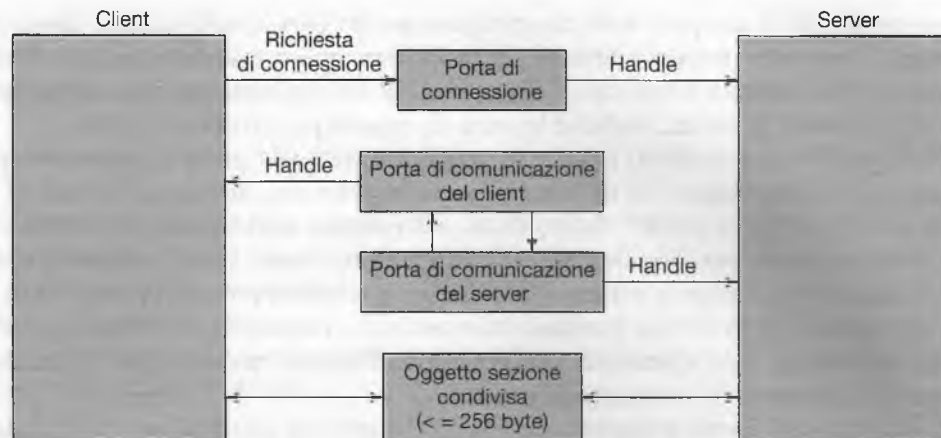 Client
Server
Richiesta
di connessione
Porta di
connessione
Handle
Handle
Porta di comunicazione
del client
Porta di comunicazione
del server
Handle
Oggetto sezione
condivisa
(< = 256 byte)